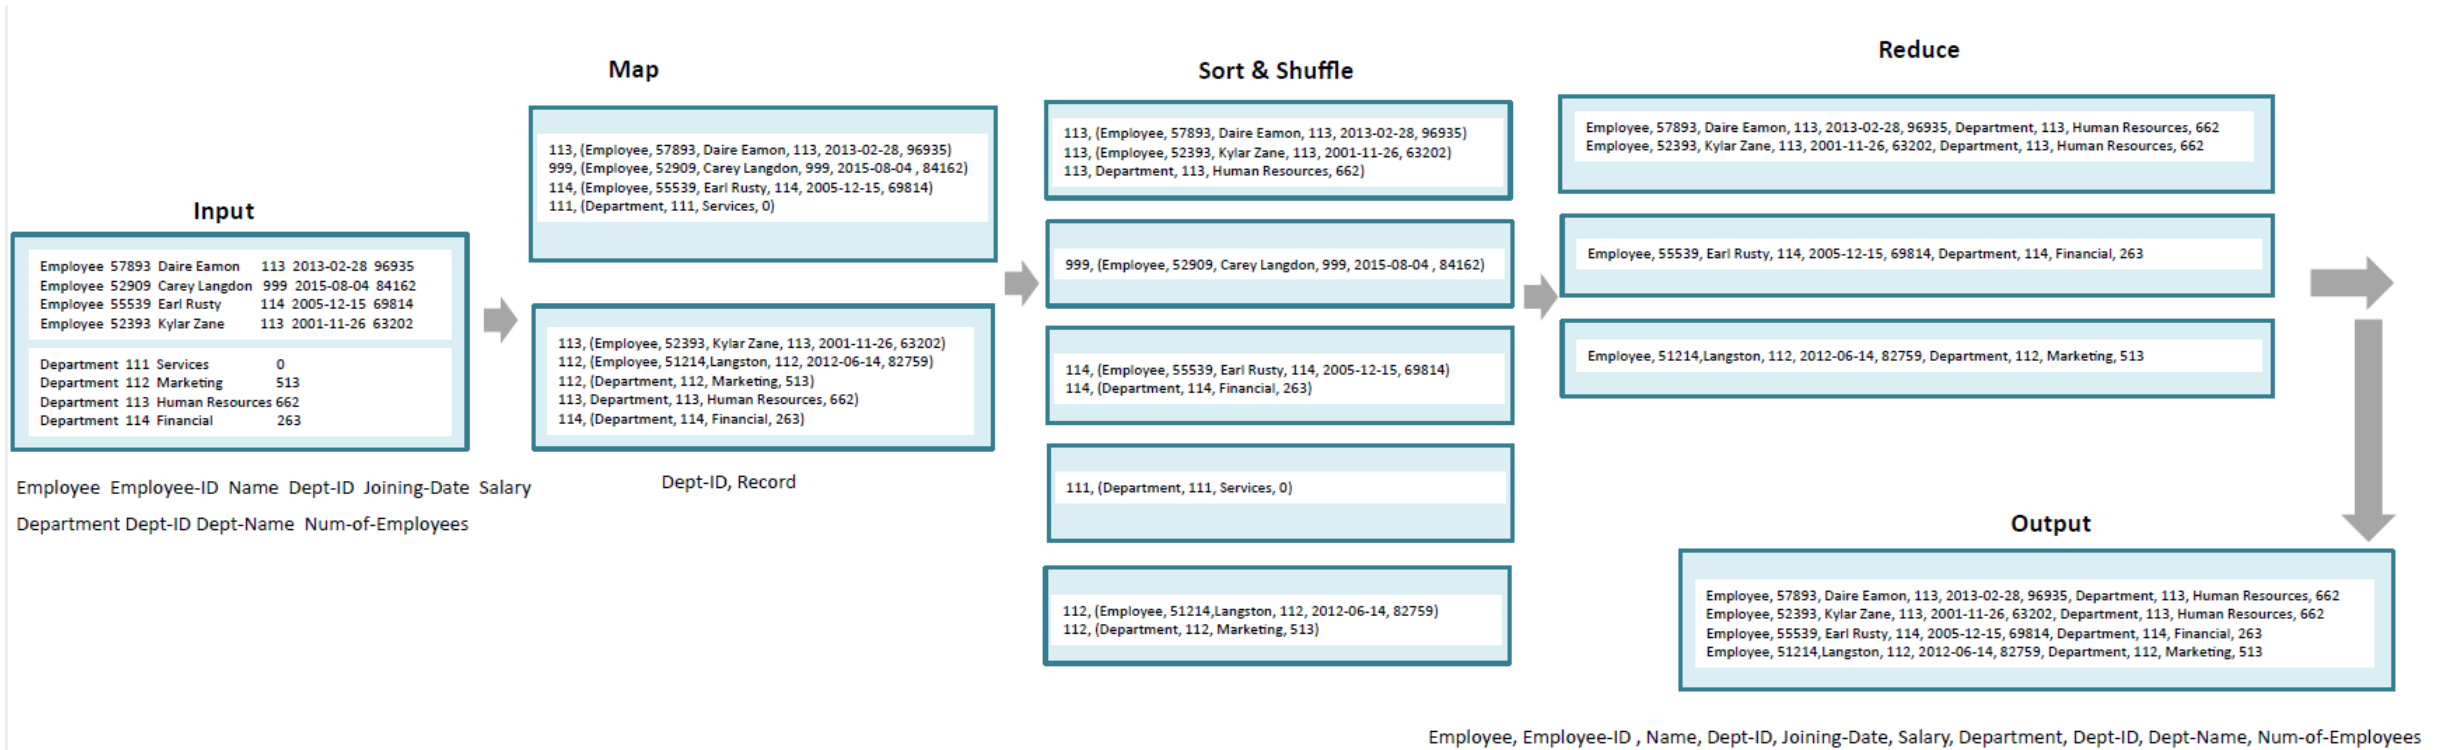 Input
Employee 57893 Daire Eamon 113 2013-02-28 96935
Employee 52909 Carey Langdon 999 2015-08-04 84162
Employee 55539 Earl Rusty 114 2005-12-15 69814
Employee 52393 Kylar Zane 113 2001-11-26 63202
Department 111 Services 0
Department 112 Marketing 513
Department 113 Human Resources 662
Department 114 Financial 263
Employee Employee-ID Name Dept-ID Joining-Date Salary
Department Dept-ID Dept-Name Num-of-Employees
Map
113, (Employee, 57893, Daire Eamon, 113, 2013-02-28, 96935)
999, (Employee, 52909, Carey Langdon, 999, 2015-08-04 , 84162)
114, (Employee, 55539, Earl Rusty, 114, 2005-12-15, 69814)
111, (Department, 111, Services, 0)
113, (Employee, 52393, Kylar Zane, 113, 2001-11-26, 63202)
112, (Employee, 51214,Langston, 112, 2012-06-14, 82759)
112, (Department, 112, Marketing, 513)
113, Department, 113, Human Resources, 662)
114, (Department, 114, Financial, 263)
Dept-ID, Record
Sort & Shuffle
113, (Employee, 57893, Daire Eamon, 113, 2013-02-28, 96935)
113, (Employee, 52393, Kylar Zane, 113, 2001-11-26, 63202)
113, Department, 113, Human Resources, 662)
999, (Employee, 52909, Carey Langdon, 999, 2015-08-04 , 84162)
114, (Employee, 55539, Earl Rusty, 114, 2005-12-15, 69814)
114, (Department, 114, Financial, 263)
111, (Department, 111, Services, 0)
112, (Employee, 51214,Langston, 112, 2012-06-14, 82759)
112, (Department, 112, Marketing, 513)
Reduce
Employee, 57893, Daire Eamon, 113, 2013-02-28, 96935, Department, 113, Human Resources, 662
Employee, 52393, Kylar Zane, 113, 2001-11-26, 63202, Department, 113, Human Resources, 662
Employee, 55539, Earl Rusty, 114, 2005-12-15, 69814, Department, 114, Financial, 263
Employee, 51214,Langston, 112, 2012-06-14, 82759, Department, 112, Marketing, 513
Output
Employee, 57893, Daire Eamon, 113, 2013-02-28, 96935, Department, 113, Human Resources, 662
Employee, 52393, Kylar Zane, 113, 2001-11-26, 63202, Department, 113, Human Resources, 662
Employee, 55539, Earl Rusty, 114, 2005-12-15, 69814, Department, 114, Financial, 263
Employee, 51214,Langston, 112, 2012-06-14, 82759, Department, 112, Marketing, 513
Employee, Employee-ID , Name, Dept-ID, Joining-Date, Salary, Department, Dept-ID, Dept-Name, Num-of-Employees